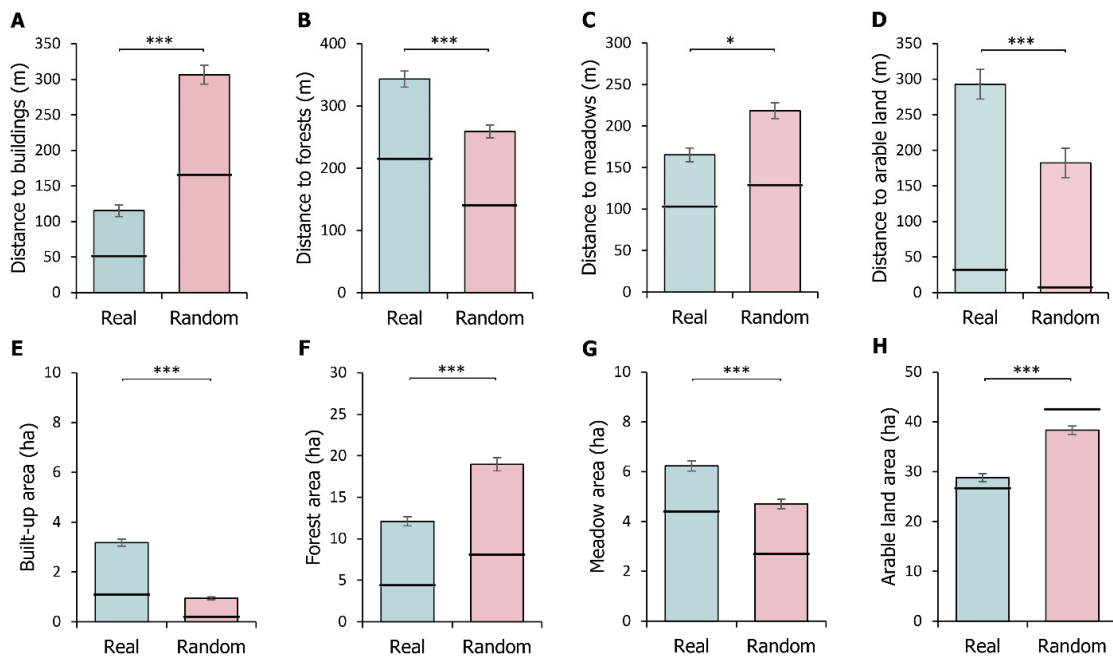 A
Distance to buildings (m)
350
300
250
200
150
100
50
0
***
Real Random
B
Distance to forests (m)
400
300
200
100
0
***
Real Random
C
Distance to meadows (m)
300
250
200
150
100
50
0
*
Real Random
D
Distance to arable land (m)
350
300
250
200
150
100
50
0
***
Real Random
E
Built-up area (ha)
10
8
6
4
2
0
***
Real Random
F
Forest area (ha)
30
25
20
15
10
5
0
***
Real Random
G
Meadow area (ha)
10
8
6
4
2
0
***
Real Random
H
Arable land area (ha)
50
40
30
20
10
0
***
Real Random